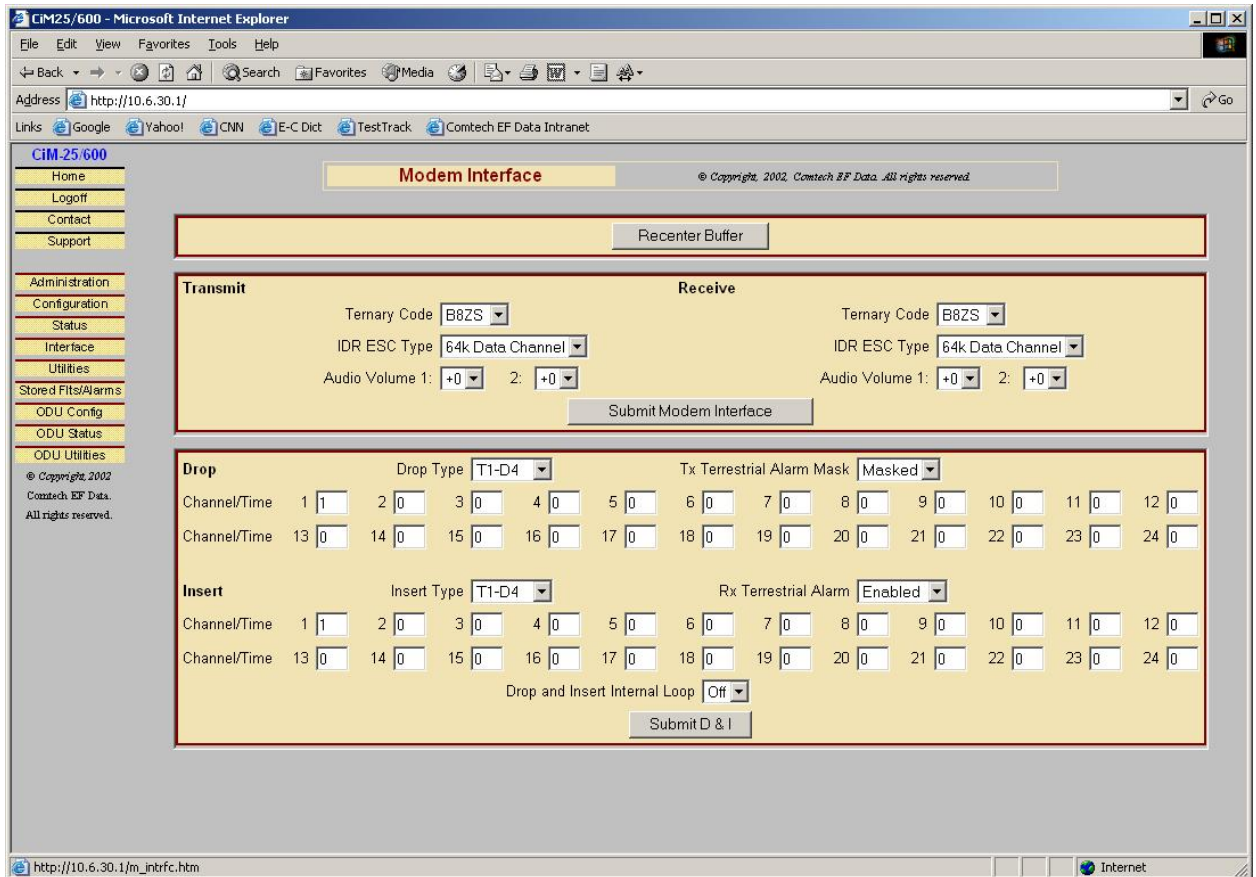 CiM25/600 - Microsoft Internet Explorer
File Edit View Favorites Tools Help
Back Search Favorites Media
Address http://10.6.30.1/ Go
Links Google Yahoo! CNN E-C Dict TestTrack Comtech EF Data Intranet
CiM-25/600
Home
Logoff
Contact
Support
Administration
Configuration
Status
Interface
Utilities
Stored Flts/Alarms
ODU Config
ODU Status
ODU Utilities
© Copyright, 2002
Comtech EF Data.
All rights reserved.
Modem Interface © Copyright, 2002, Comtech EF Data. All rights reserved.
Recenter Buffer
Transmit Receive
Ternary Code B8ZS Ternary Code B8ZS
IDR ESC Type 64k Data Channel IDR ESC Type 64k Data Channel
Audio Volume 1: +0 2: +0 Audio Volume 1: +0 2: +0
Submit Modem Interface
Drop Drop Type T1-D4 Tx Terrestrial Alarm Mask Masked
Channel/Time 1 1 2 0 3 0 4 0 5 0 6 0 7 0 8 0 9 0 10 0 11 0 12 0
Channel/Time 13 0 14 0 15 0 16 0 17 0 18 0 19 0 20 0 21 0 22 0 23 0 24 0
Insert Insert Type T1-D4 Rx Terrestrial Alarm Enabled
Channel/Time 1 1 2 0 3 0 4 0 5 0 6 0 7 0 8 0 9 0 10 0 11 0 12 0
Channel/Time 13 0 14 0 15 0 16 0 17 0 18 0 19 0 20 0 21 0 22 0 23 0 24 0
Drop and Insert Internal Loop Off
Submit D & I
http://10.6.30.1/m_intrfc.htm Internet